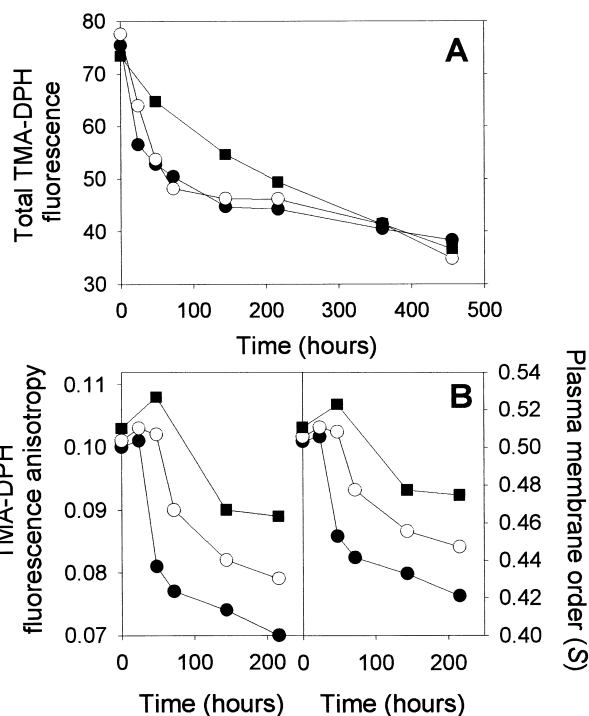 A
Total TMA-DPH
fluorescence
80
70
60
50
40
30
0 100 200 300 400 500
Time (hours)
B
TMA-DPH
fluorescence anisotropy
0.11
0.10
0.09
0.08
0.07
0 100 200
Time (hours)
0 100 200
Time (hours)
0.54
0.52
0.50
0.48
0.46
0.44
0.42
0.40
Plasma membrane order (S)